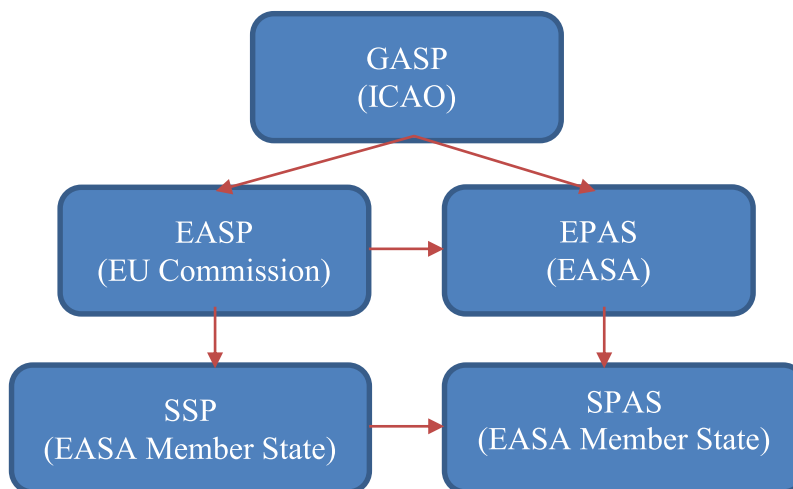 GASP
(ICAO)
EASP
(EU Commission)
EPAS
(EASA)
SSP
(EASA Member State)
SPAS
(EASA Member State)